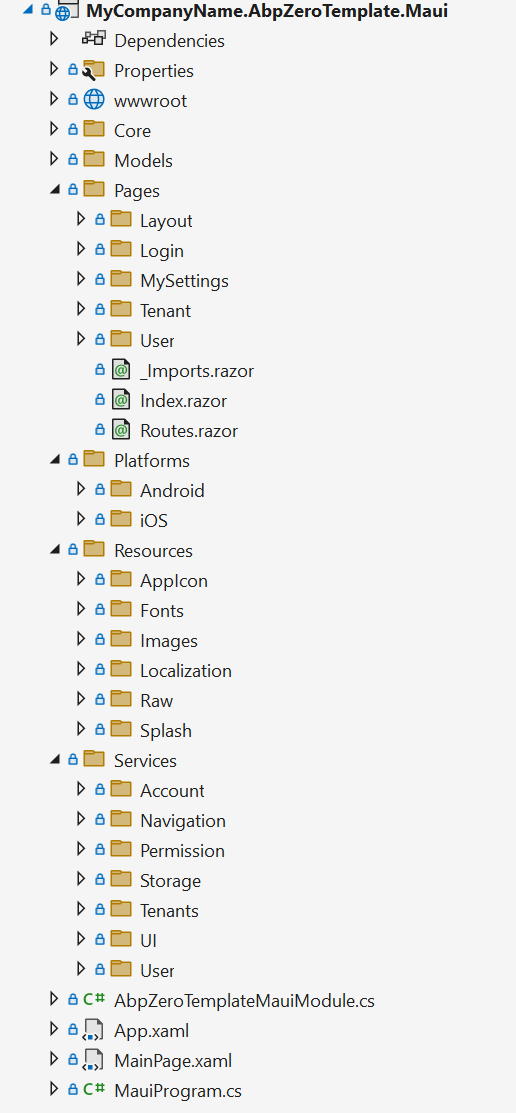 MyCompanyName.AbpZeroTemplate.Maui
Dependencies
Properties
wwwroot
Core
Models
Pages
Layout
Login
MySettings
Tenant
User
_Imports.razor
Index.razor
Routes.razor
Platforms
Android
iOS
Resources
AppIcon
Fonts
Images
Localization
Raw
Splash
Services
Account
Navigation
Permission
Storage
Tenants
UI
User
C# AbpZeroTemplateMauiModule.cs
App.xaml
MainPage.xaml
C# MauiProgram.cs